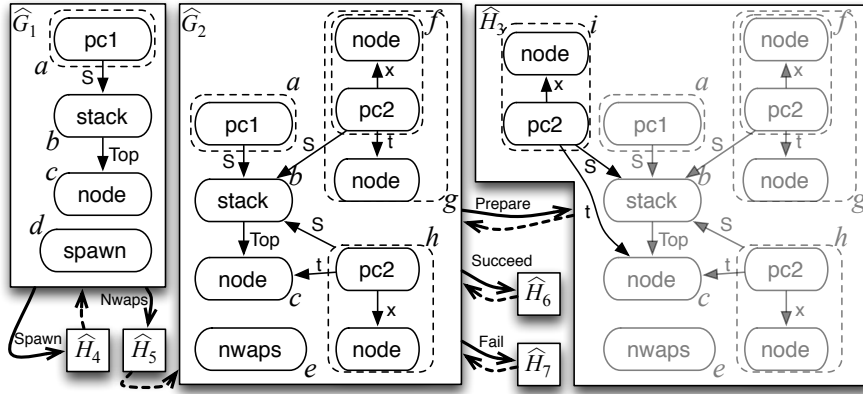 Ĝ₁
pc1
a
S
stack
b
Top
c
node
d
spawn
Spawn
Nwaps
Ĥ₄
Ĥ₅
Ĝ₂
f
node
x
a
pc1
pc2
S
S
t
b
stack
node
g
Top
S
h
node
t
pc2
c
x
nwaps
node
e
Prepare
Succeed
Ĥ₆
Fail
Ĥ₇
Ĥ₃
i
node
x
pc2
S
t
f
node
x
a
pc1
pc2
S
S
t
b
stack
node
g
Top
S
h
node
t
pc2
c
x
nwaps
node
e